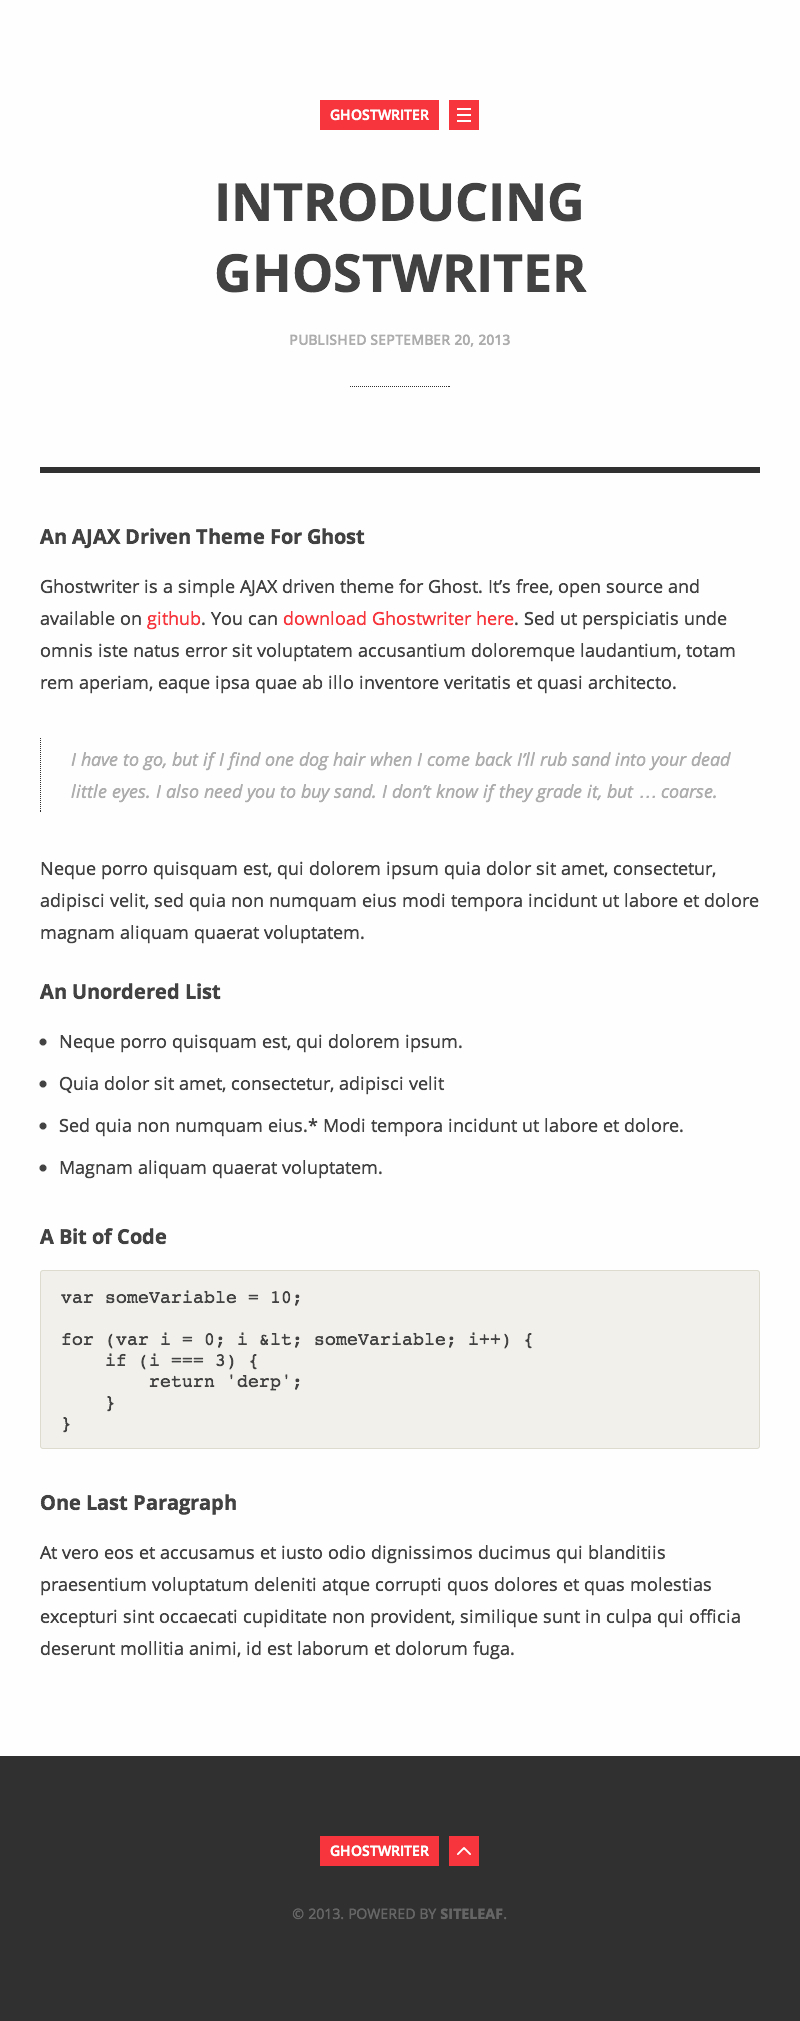 GHOSTWRITER
INTRODUCING
GHOSTWRITER
PUBLISHED SEPTEMBER 20, 2013
An AJAX Driven Theme For Ghost
Ghostwriter is a simple AJAX driven theme for Ghost. It’s free, open source and
available on github. You can download Ghostwriter here. Sed ut perspiciatis unde
omnis iste natus error sit voluptatem accusantium doloremque laudantium, totam
rem aperiam, eaque ipsa quae ab illo inventore veritatis et quasi architecto.
I have to go, but if I find one dog hair when I come back I’ll rub sand into your dead
little eyes. I also need you to buy sand. I don’t know if they grade it, but … coarse.
Neque porro quisquam est, qui dolorem ipsum quia dolor sit amet, consectetur,
adipisci velit, sed quia non numquam eius modi tempora incidunt ut labore et dolore
magnam aliquam quaerat voluptatem.
An Unordered List
• Neque porro quisquam est, qui dolorem ipsum.
• Quia dolor sit amet, consectetur, adipisci velit
• Sed quia non numquam eius.* Modi tempora incidunt ut labore et dolore.
• Magnam aliquam quaerat voluptatem.
A Bit of Code
var someVariable = 10;
for (var i = 0; i &lt; someVariable; i++) {
    if (i === 3) {
        return 'derp';
    }
}
One Last Paragraph
At vero eos et accusamus et iusto odio dignissimos ducimus qui blanditiis
praesentium voluptatum deleniti atque corrupti quos dolores et quas molestias
excepturi sint occaecati cupiditate non provident, similique sunt in culpa qui officia
deserunt mollitia animi, id est laborum et dolorum fuga.
GHOSTWRITER
© 2013. POWERED BY SITELEAF.